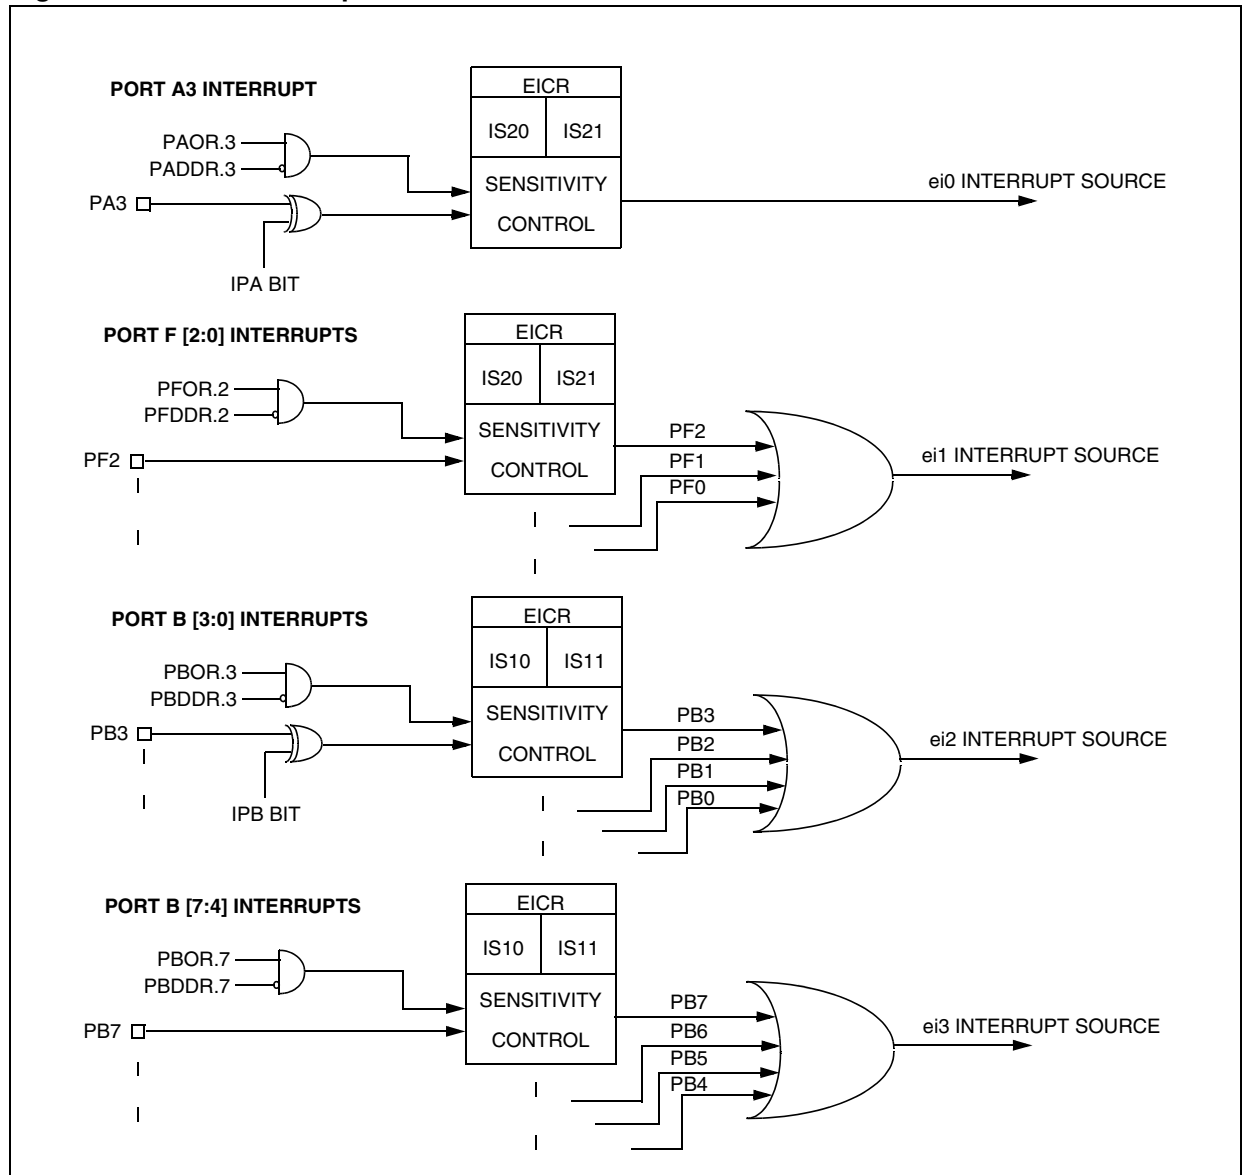 PORT A3 INTERRUPT
EICR
IS20 IS21
PAOR.3
PADDR.3
SENSITIVITY
CONTROL
PA3
IPA BIT
ei0 INTERRUPT SOURCE
PORT F [2:0] INTERRUPTS
EICR
IS20 IS21
PFOR.2
PFDDR.2
SENSITIVITY
CONTROL
PF2
PF2
PF1
PF0
ei1 INTERRUPT SOURCE
PORT B [3:0] INTERRUPTS
EICR
IS10 IS11
PBOR.3
PBDDR.3
SENSITIVITY
CONTROL
PB3
IPB BIT
PB3
PB2
PB1
PB0
ei2 INTERRUPT SOURCE
PORT B [7:4] INTERRUPTS
EICR
IS10 IS11
PBOR.7
PBDDR.7
SENSITIVITY
CONTROL
PB7
PB7
PB6
PB5
PB4
ei3 INTERRUPT SOURCE